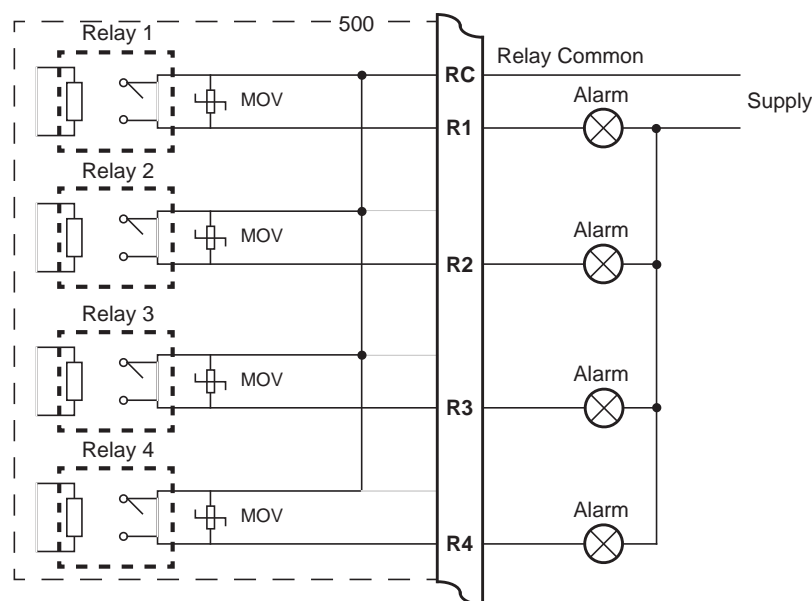 500
Relay 1
MOV
RC
Relay Common
Supply
Alarm
R1
Relay 2
MOV
Alarm
R2
Relay 3
MOV
Alarm
R3
Relay 4
MOV
Alarm
R4